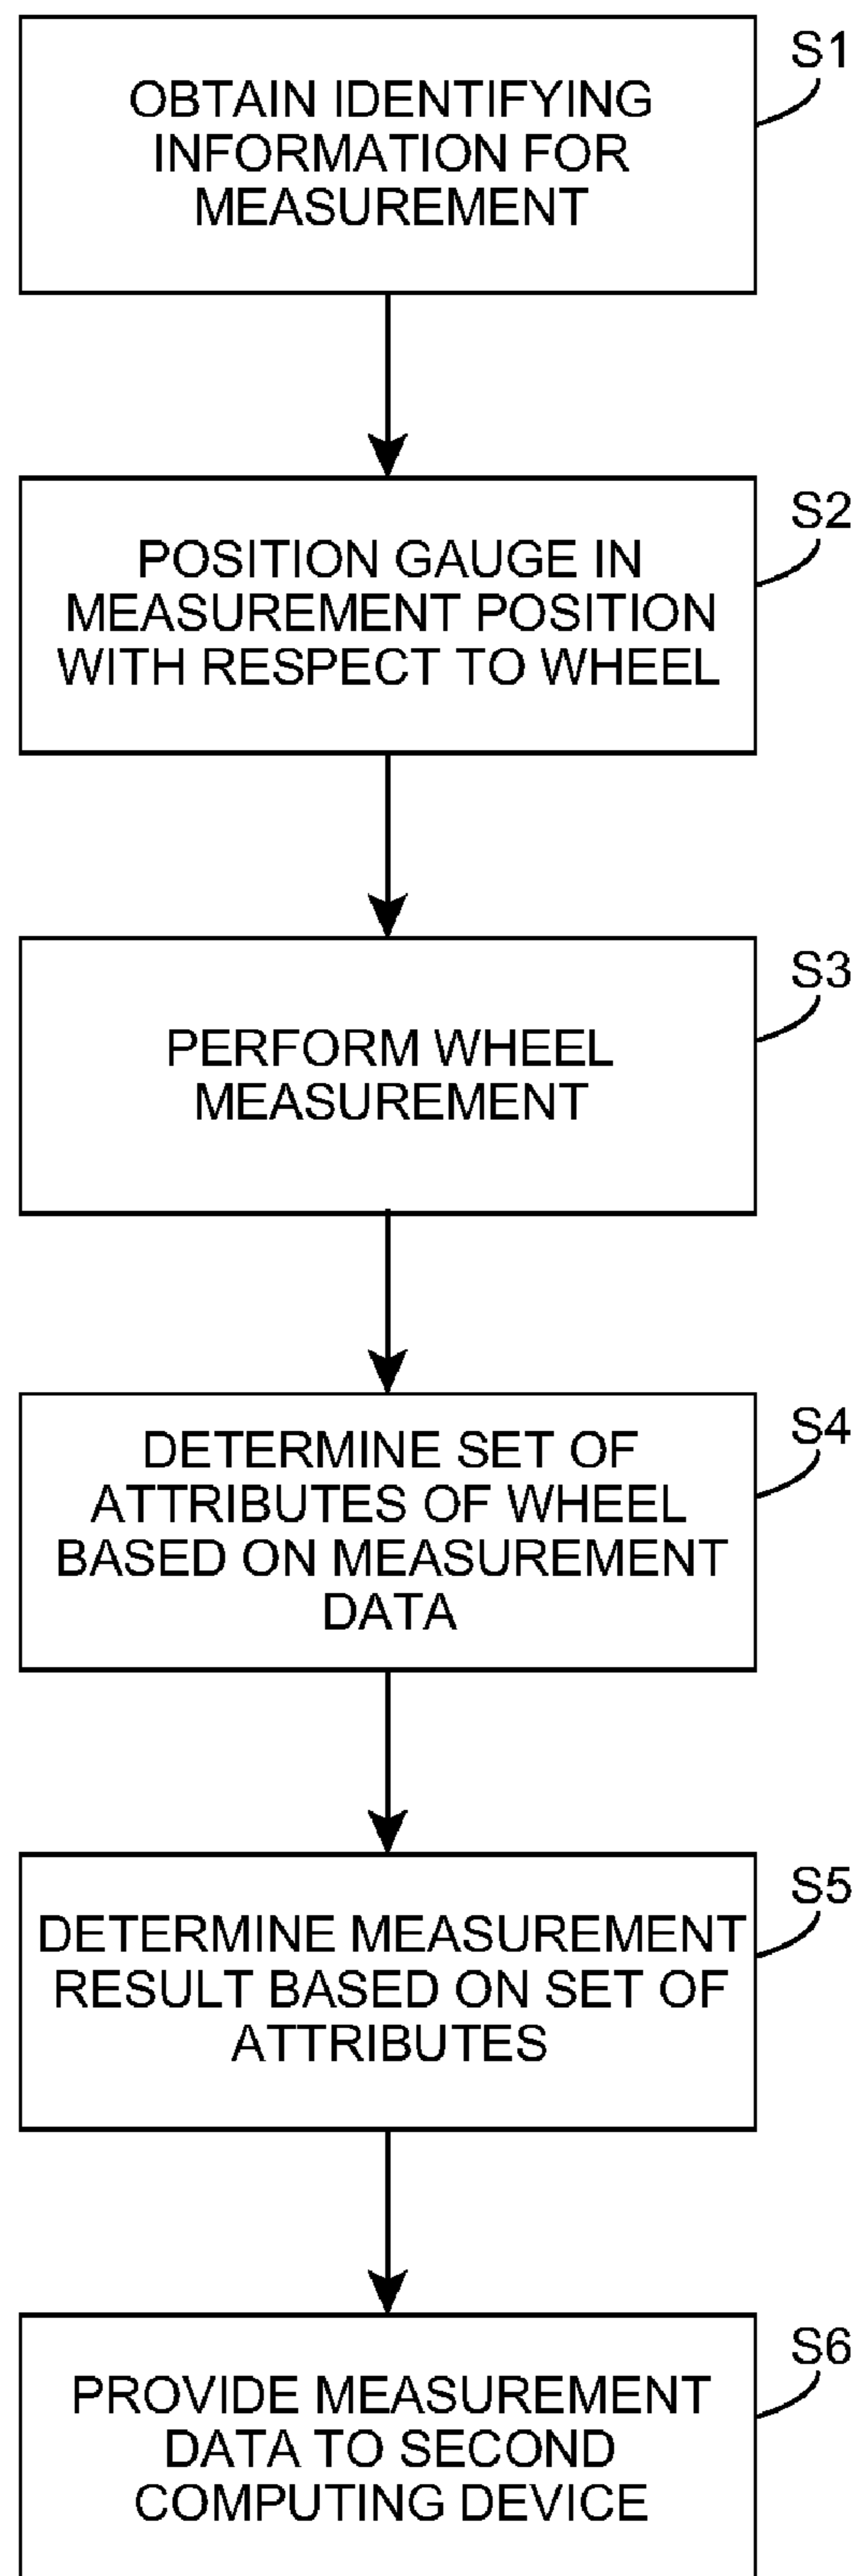 S1
OBTAIN IDENTIFYING
INFORMATION FOR
MEASUREMENT
S2
POSITION GAUGE IN
MEASUREMENT POSITION
WITH RESPECT TO WHEEL
S3
PERFORM WHEEL
MEASUREMENT
S4
DETERMINE SET OF
ATTRIBUTES OF WHEEL
BASED ON MEASUREMENT
DATA
S5
DETERMINE MEASUREMENT
RESULT BASED ON SET OF
ATTRIBUTES
S6
PROVIDE MEASUREMENT
DATA TO SECOND
COMPUTING DEVICE